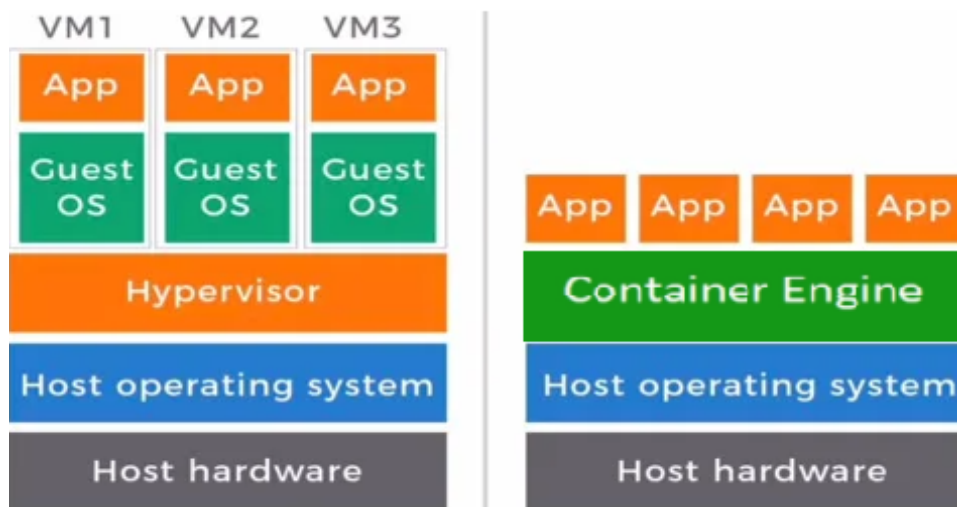 VM1 VM2 VM3
App App App
Guest OS
Guest OS
Guest OS
Hypervisor
Host operating system
Host hardware
App App App App
Container Engine
Host operating system
Host hardware